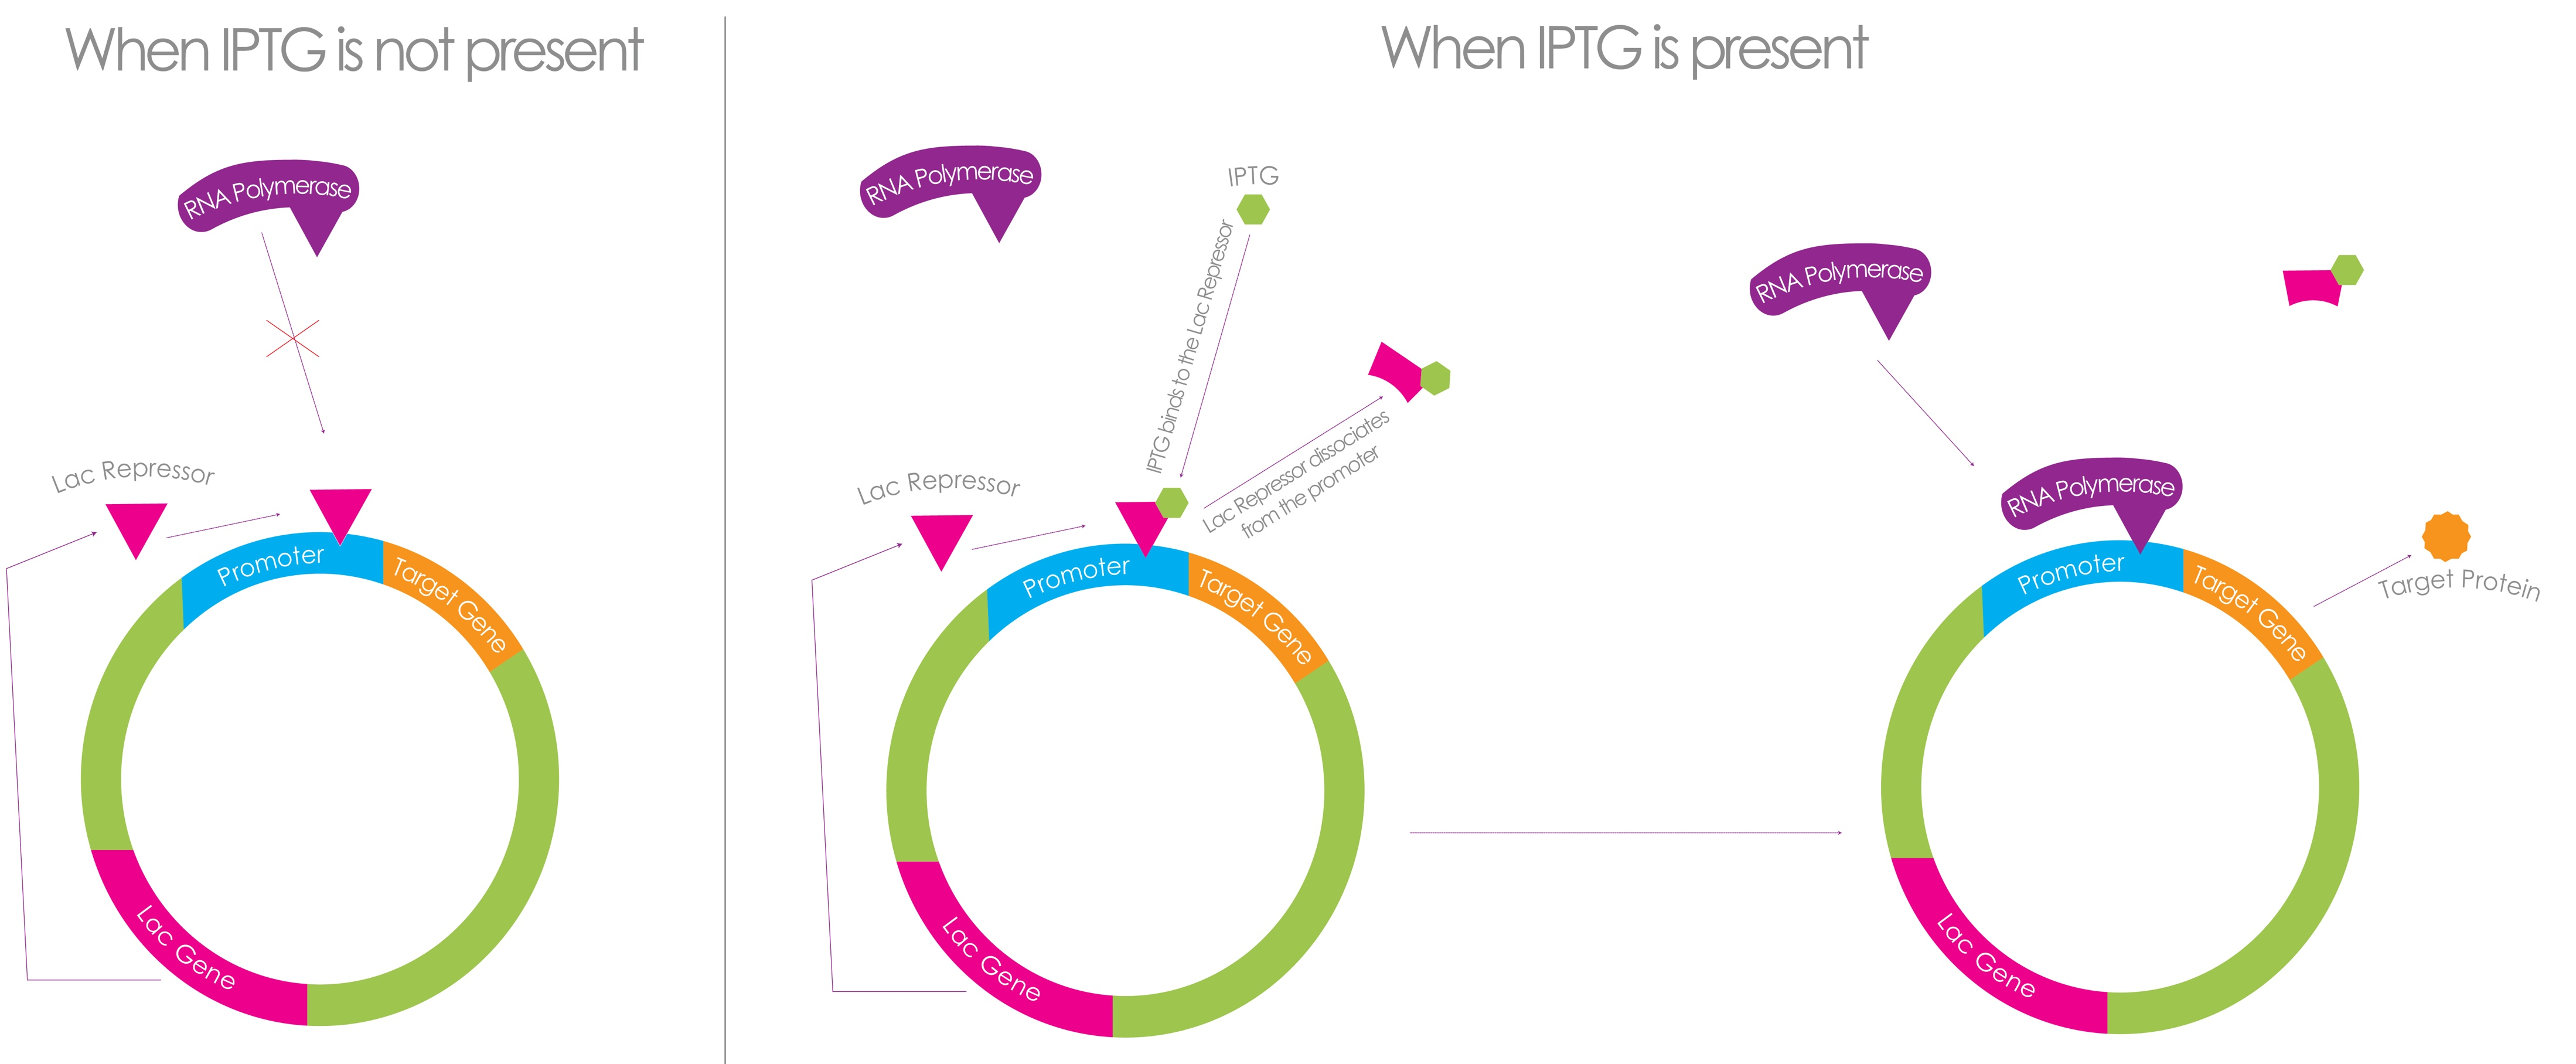 When IPTG is not present
RNA Polymerase
Lac Repressor
Promoter
Target Gene
Lac Gene
When IPTG is present
RNA Polymerase
IPTG
IPTG binds to the Lac Repressor
Lac Repressor dissociates
from the promoter
Lac Repressor
Promoter
Target Gene
Lac Gene
RNA Polymerase
RNA Polymerase
Promoter
Target Gene
Target Protein
Lac Gene